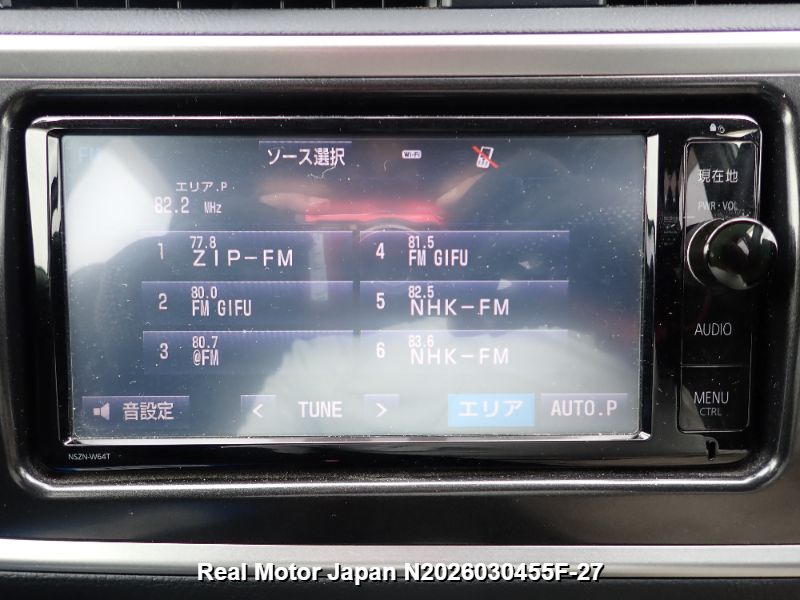 ソース選択
Wi-Fi
現在地
エリア.P
82.2 MHz
PWR・VOL
77.8
1 ZIP-FM
81.5
4 FM GIFU
80.0
2 FM GIFU
82.5
5 NHK-FM
80.7
3 @FM
83.6
6 NHK-FM
AUDIO
音設定
< TUNE >
エリア
AUTO.P
MENU
CTRL
NSZN-W64T
Real Motor Japan N2026030455F-27